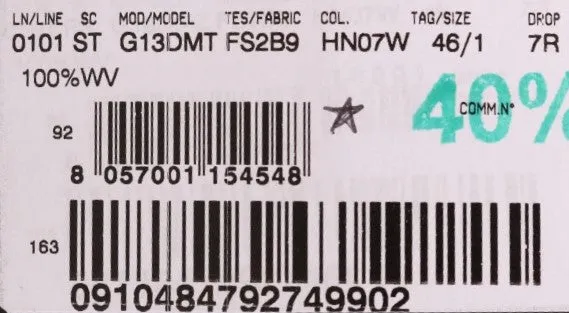 LN/LINE SC MOD/MODEL TES/FABRIC COL. TAG/SIZE DROP
0101 ST G13DMT FS2B9 HN07W 46/1 7R
100%WV
40%
COMM.N°
92
8 057001 154548
163
0910484792749902